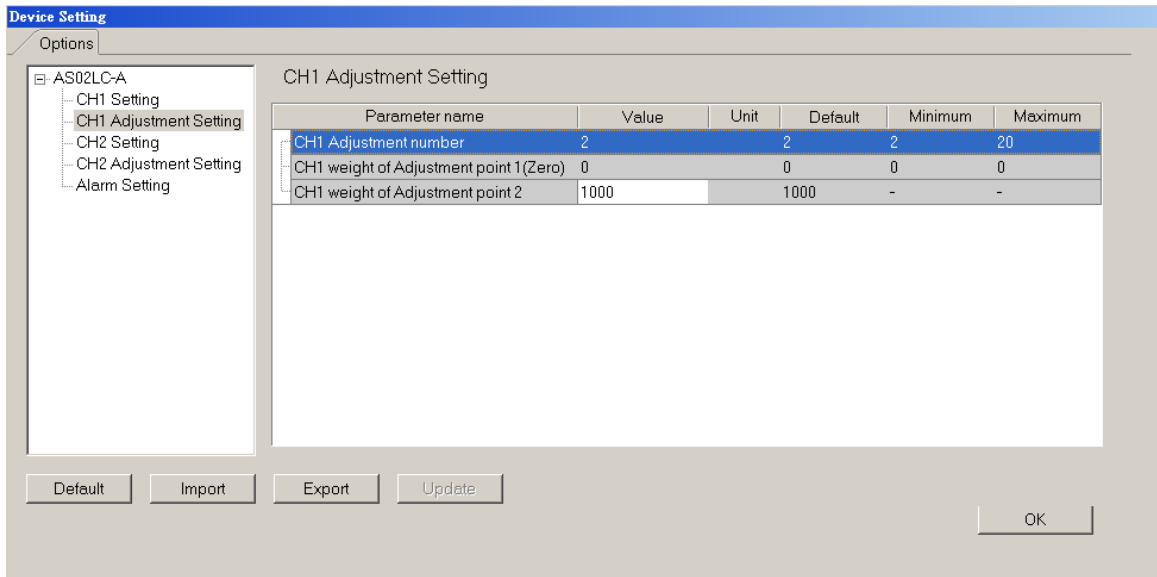 Device Setting
Options
AS02LC-A
CH1 Setting
CH1 Adjustment Setting
CH2 Setting
CH2 Adjustment Setting
Alarm Setting
CH1 Adjustment Setting
Parameter name Value Unit Default Minimum Maximum
CH1 Adjustment number 2 2 2 20
CH1 weight of Adjustment point 1(Zero) 0 0 0 0
CH1 weight of Adjustment point 2 1000 1000 - -
Default Import Export Update
OK